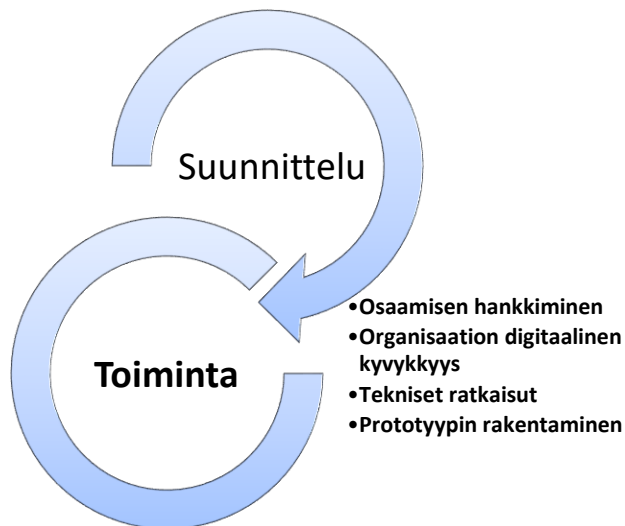 Suunnittelu
Toiminta
•Osaamisen hankkiminen
•Organisaation digitaalinen
kyvykkyys
•Tekniset ratkaisut
•Prototyypin rakentaminen